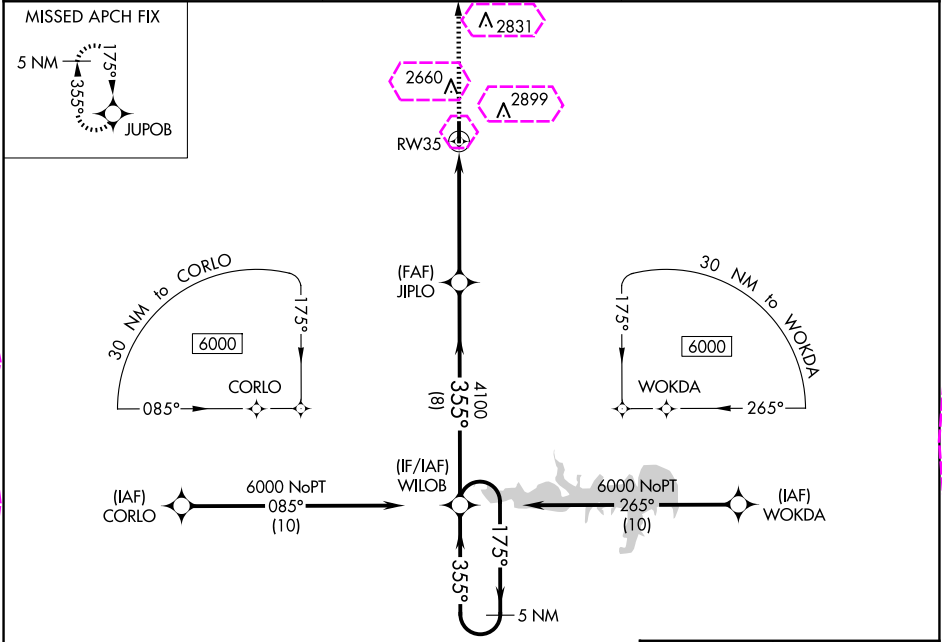 MISSED APCH FIX
5 NM
175°
355°
JUPOB
2831
2660
2899
RW35
(FAF)
JIPLO
30 NM to CORLO
6000
175°
CORLO
085°
30 NM to WOKDA
175°
6000
WOKDA
265°
4100
355°
(8)
(IF/IAF)
WILOB
(IAF)
CORLO
6000 NoPT
085°
(10)
6000 NoPT
265°
(10)
(IAF)
WOKDA
175°
355°
5 NM